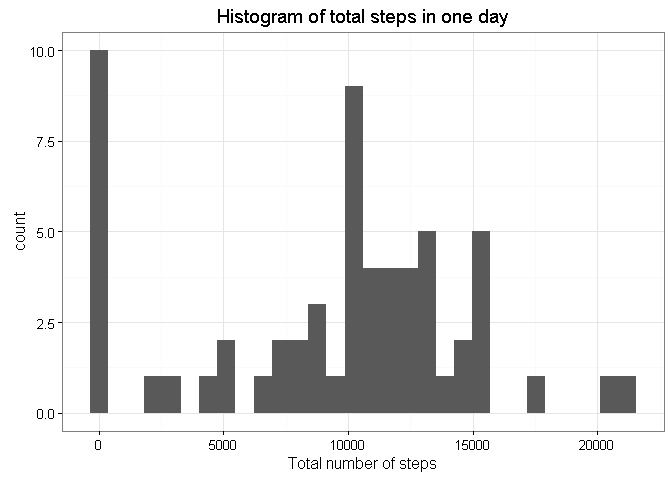 Histogram of total steps in one day
10.0
7.5
5.0
2.5
0.0
count
0 5000 10000 15000 20000
Total number of steps